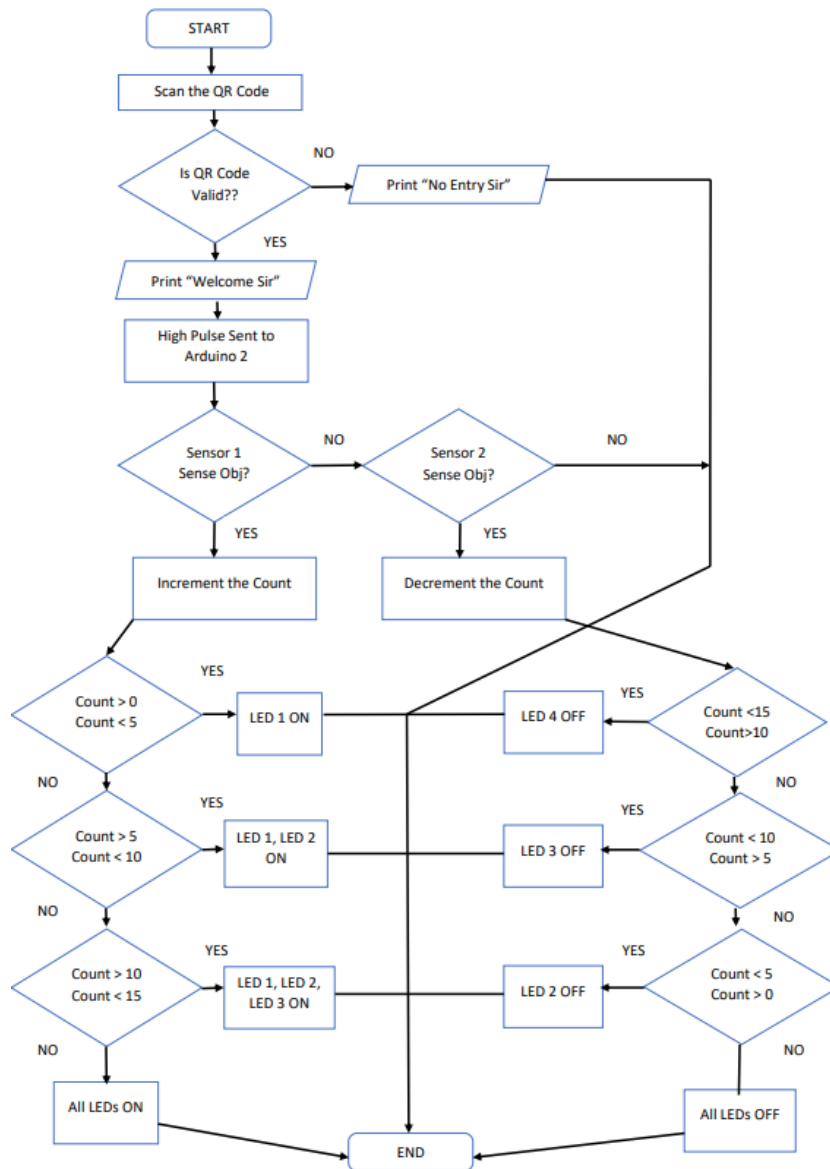 START
Scan the QR Code
NO
Is QR Code
Valid??
Print “No Entry Sir”
YES
Print “Welcome Sir”
High Pulse Sent to
Arduino 2
Sensor 1
Sense Obj?
NO
Sensor 2
Sense Obj?
NO
YES
YES
Increment the Count
Decrement the Count
YES
Count > 0
Count < 5
LED 1 ON
LED 4 OFF
YES
Count <15
Count>10
NO
NO
YES
Count > 5
Count < 10
LED 1, LED 2
ON
LED 3 OFF
YES
Count < 10
Count > 5
NO
NO
YES
Count > 10
Count < 15
LED 1, LED 2,
LED 3 ON
LED 2 OFF
YES
Count < 5
Count > 0
NO
NO
All LEDs ON
All LEDs OFF
END